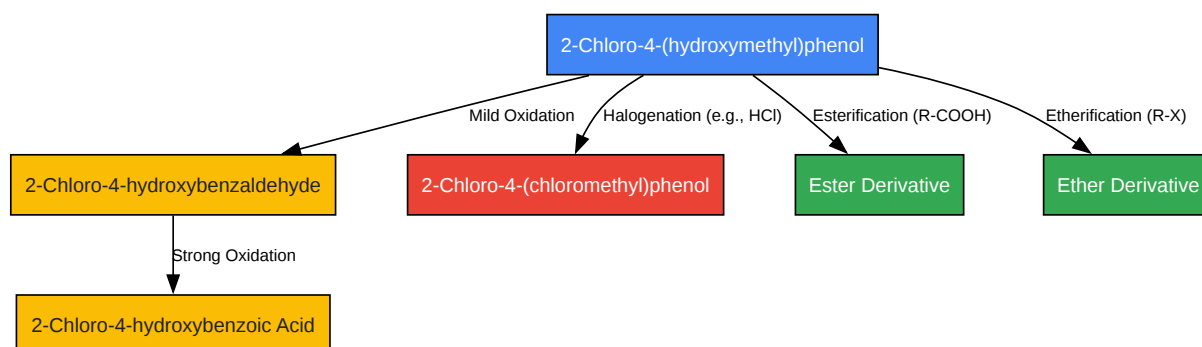 2-Chloro-4-(hydroxymethyl)phenol
Mild Oxidation
Halogenation (e.g., HCl)
Esterification (R-COOH)
Etherification (R-X)
2-Chloro-4-hydroxybenzaldehyde
2-Chloro-4-(chloromethyl)phenol
Ester Derivative
Ether Derivative
Strong Oxidation
2-Chloro-4-hydroxybenzoic Acid